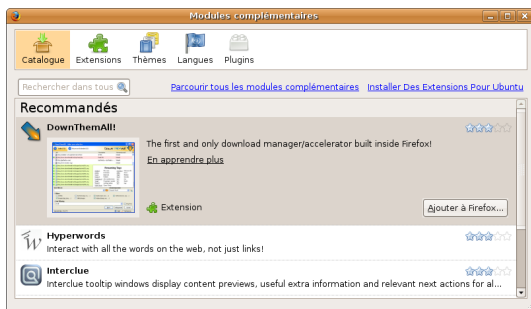 Modules complémentaires
Catalogue Extensions Thèmes Langues Plugins
Rechercher dans tous Parcourir tous les modules complémentaires Installer Des Extensions Pour Ubuntu
Recommandés
DownThemAll!
The first and only download manager/accelerator built inside Firefox!
En apprendre plus
Extension Ajouter à Firefox...
Hyperwords
Interact with all the words on the web, not just links!
Interclue
Interclue tooltip windows display content previews, useful extra information and relevant next actions for al...